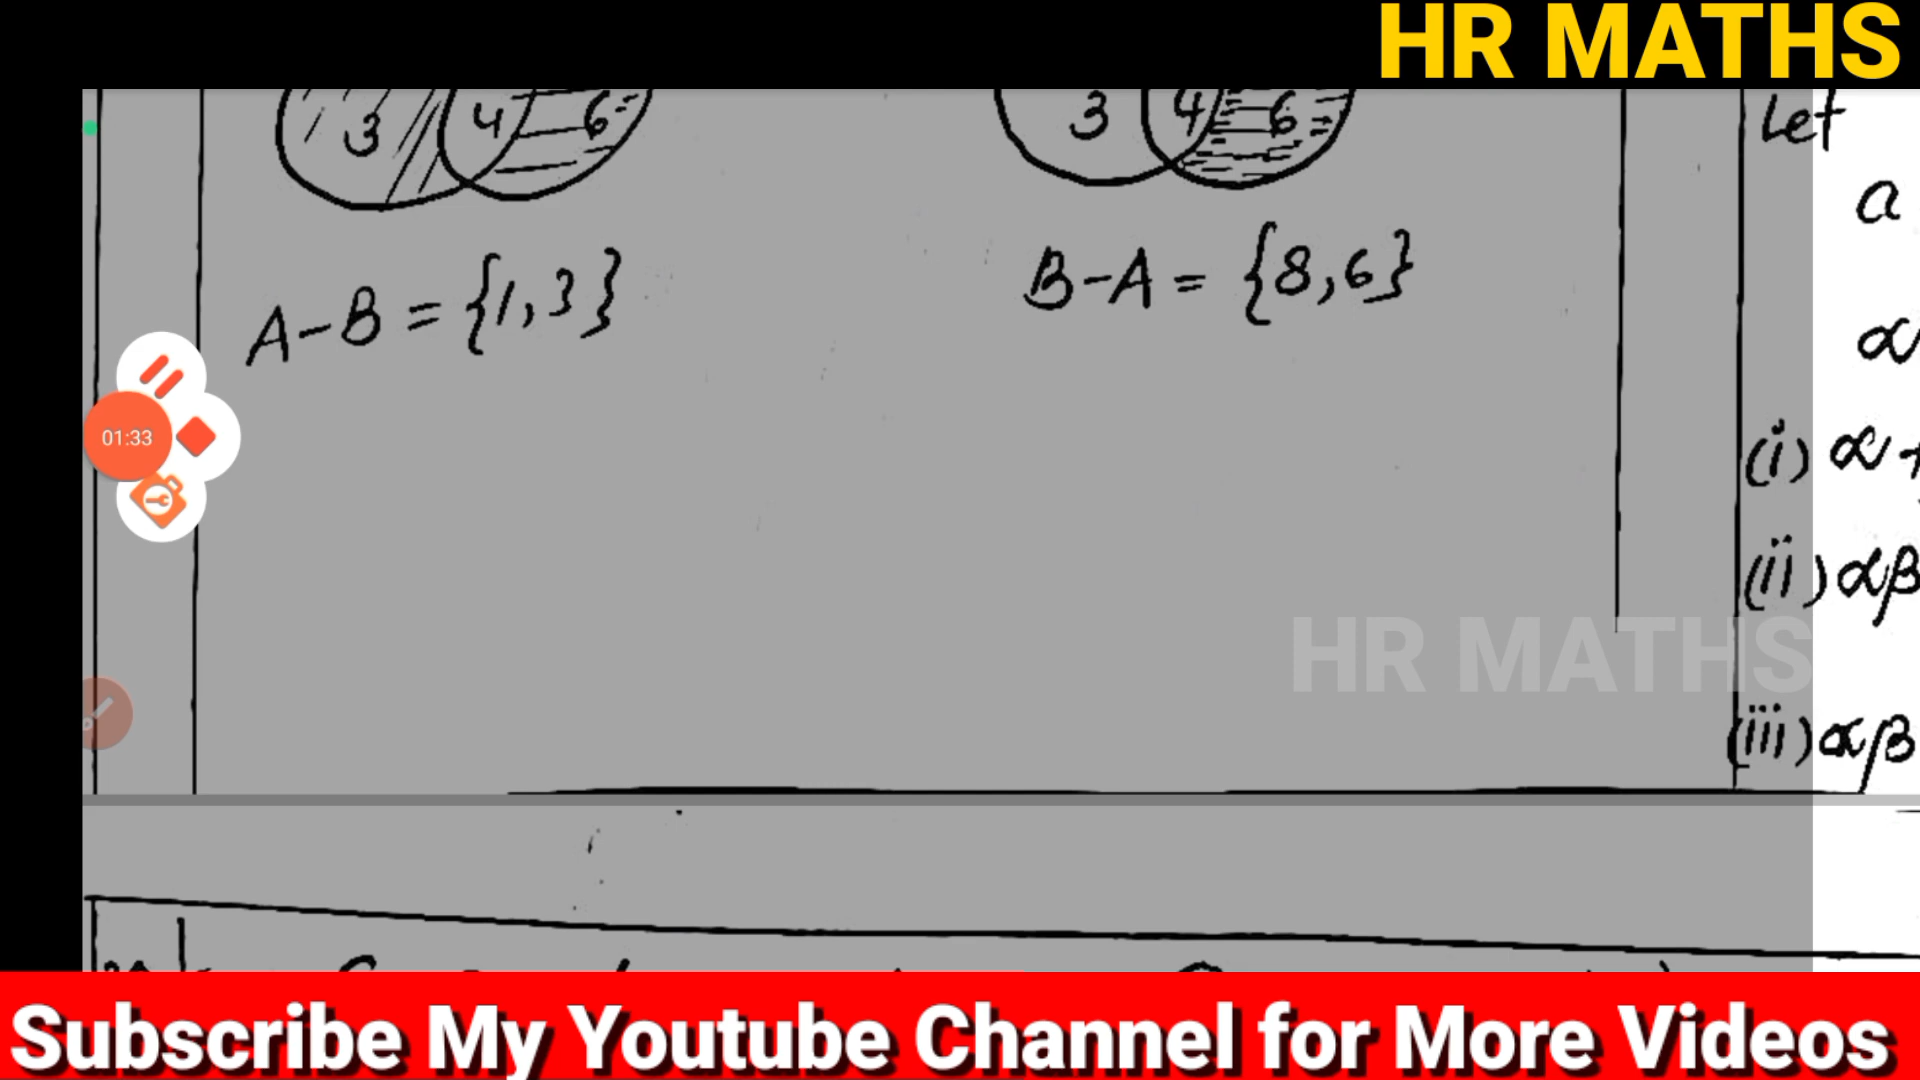 HR MATHS
3 4 6
3 4 6
Let
a
A-B = {1,3}
B-A = {8,6}
α
01:33
(i) α+
(ii) αβ
HR MATHS
(iii) αβ
Subscribe My Youtube Channel for More Videos